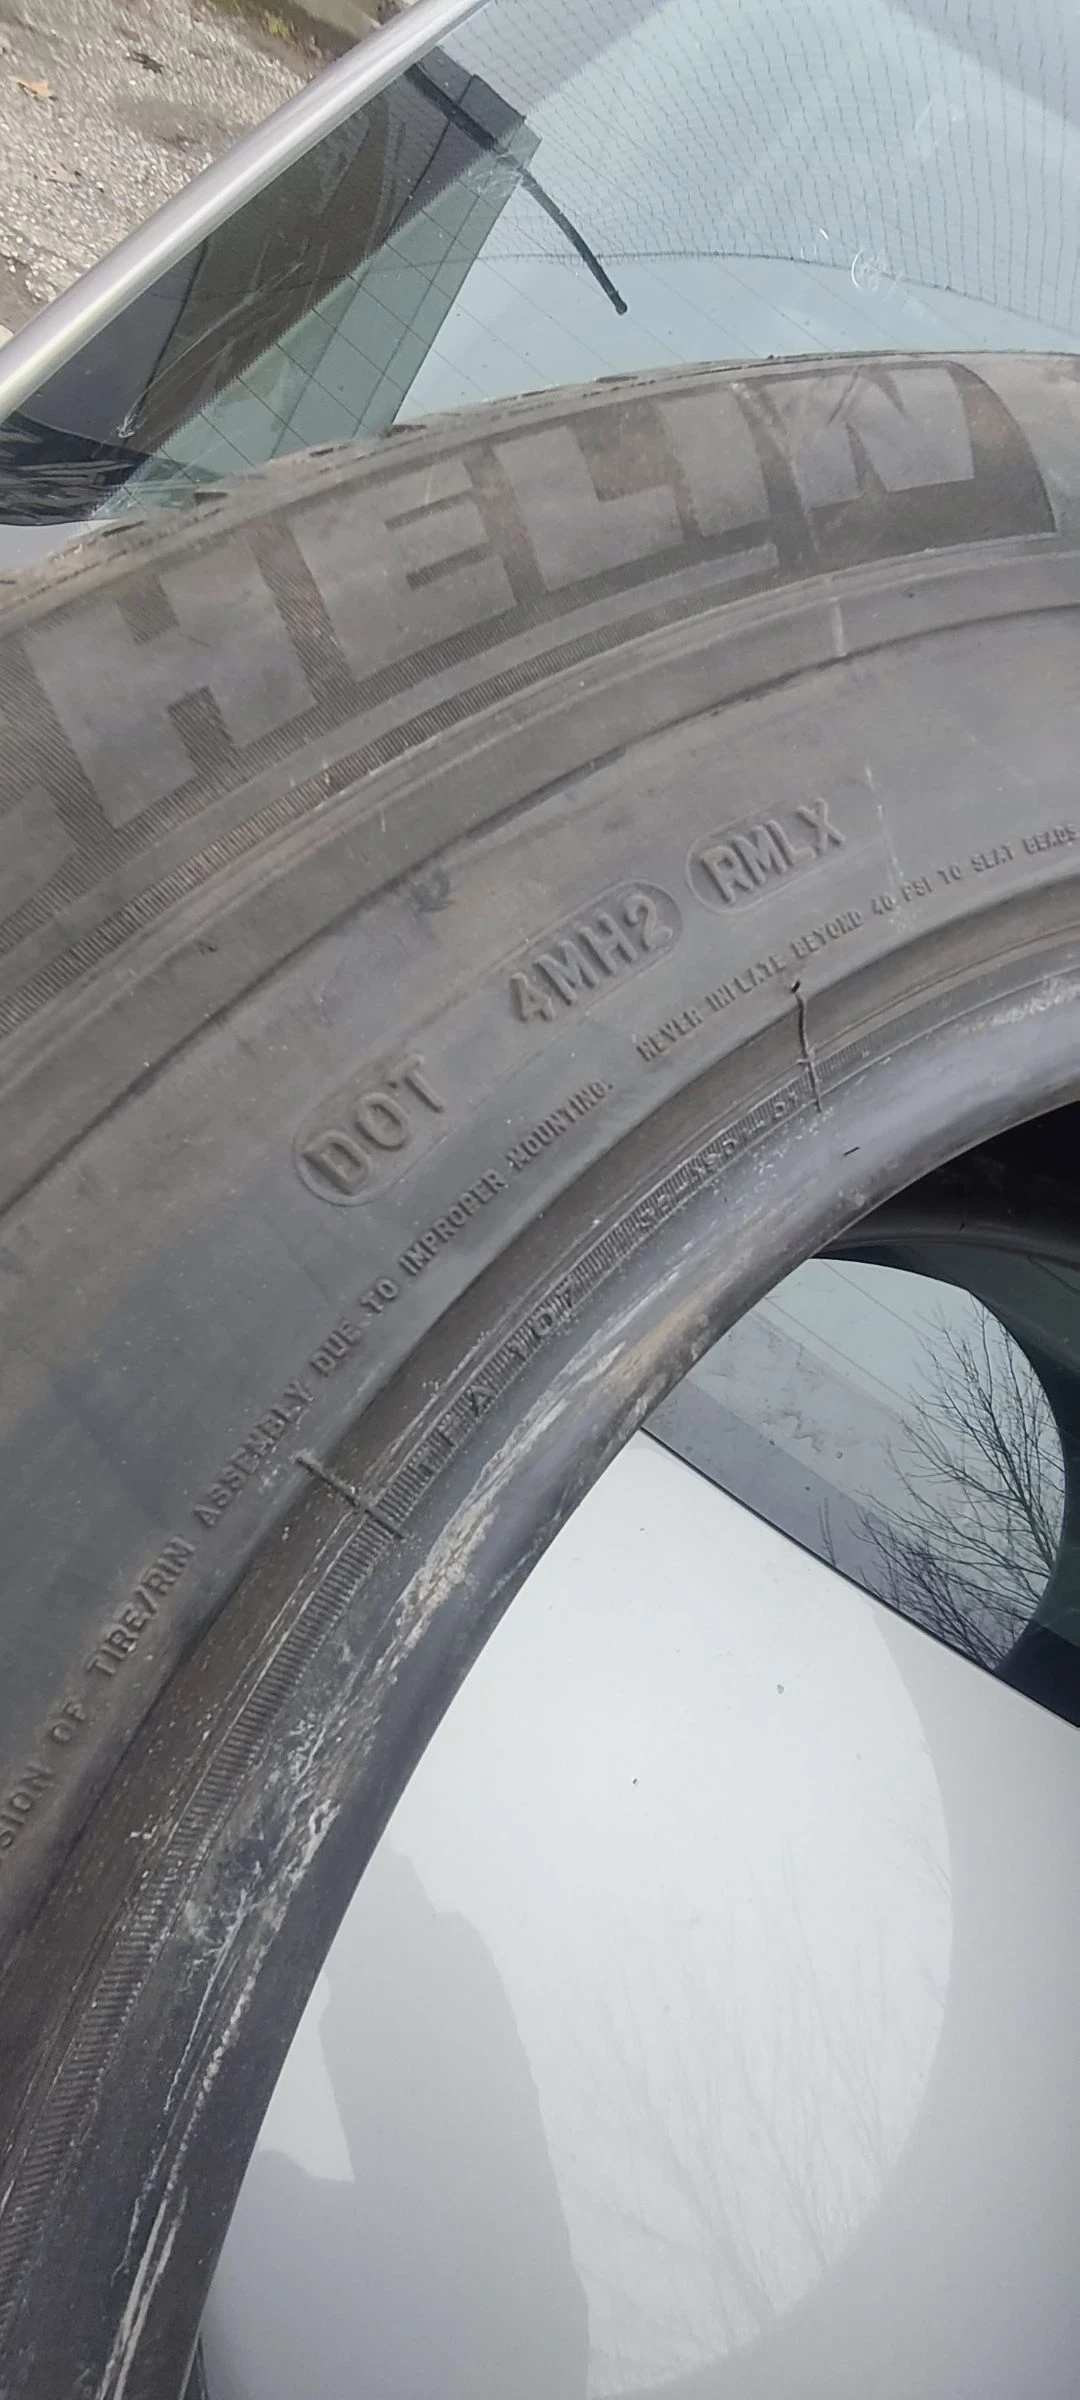 HELIN
DOT 4MH2 RMLX
SION OF TIRE/RIM ASSEMBLY DUE TO IMPROPER MOUNTING. NEVER INFLATE BEYOND 40 PSI TO SEAT BEADS